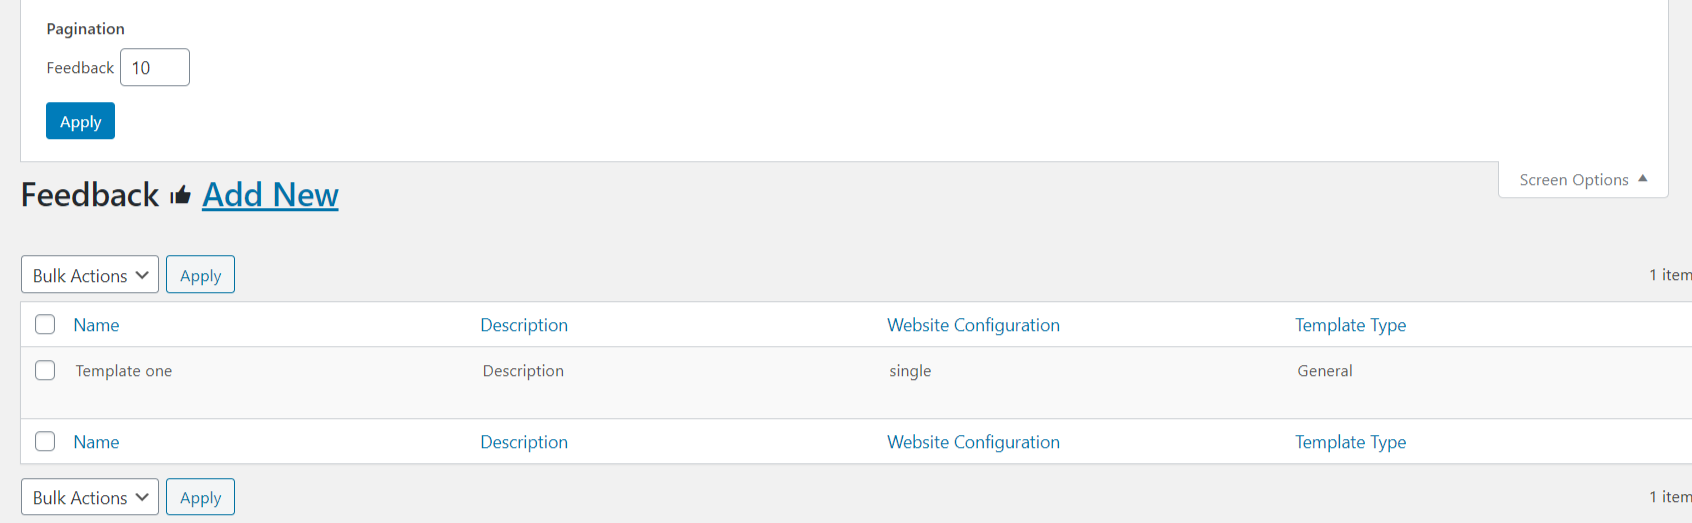 Pagination
Feedback 10
Apply
Screen Options
Feedback Add New
Bulk Actions Apply 1 item
Name Description Website Configuration Template Type
Template one Description single General
Name Description Website Configuration Template Type
Bulk Actions Apply 1 item